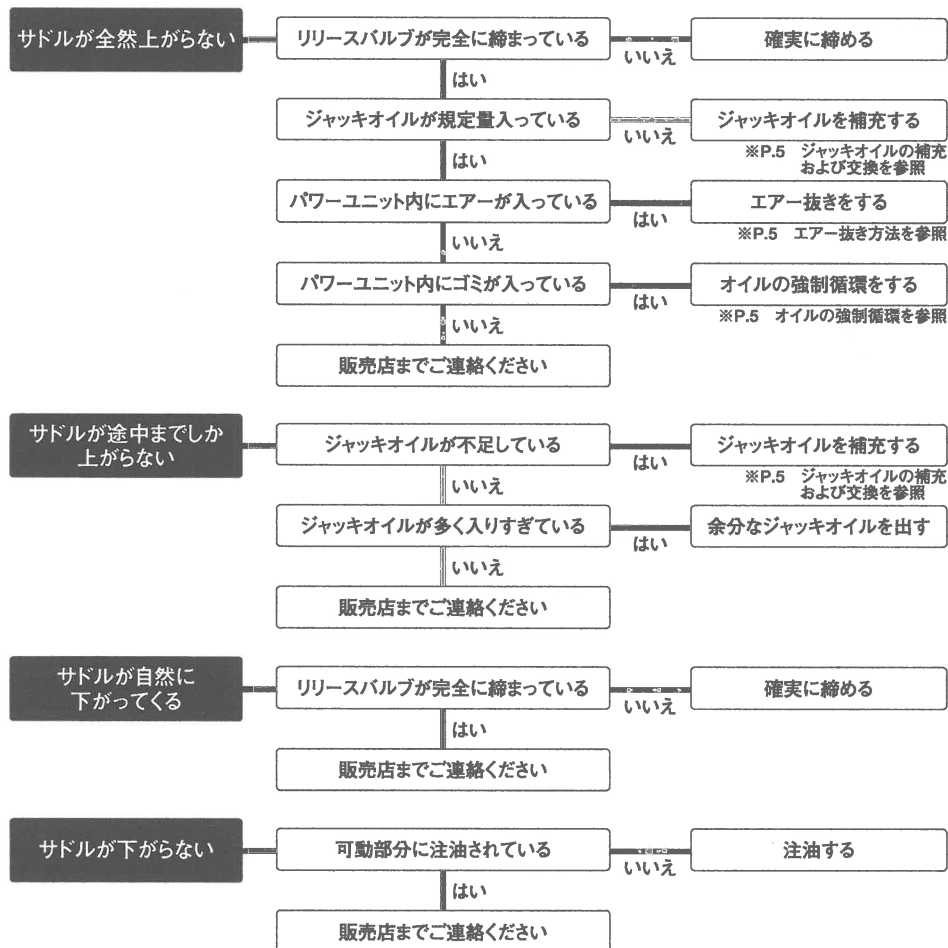 サドルが全然上がらない
リリースバルブが完全に締まっている
いいえ
確実に締める
はい
ジャッキオイルが規定量入っている
いいえ
ジャッキオイルを補充する
※P.5 ジャッキオイルの補充
および交換を参照
はい
パワーユニット内にエアーが入っている
はい
エアー抜きをする
※P.5 エアー抜き方法を参照
いいえ
パワーユニット内にゴミが入っている
はい
オイルの強制循環をする
※P.5 オイルの強制循環を参照
いいえ
販売店までご連絡ください
サドルが途中までしか
上がらない
ジャッキオイルが不足している
はい
ジャッキオイルを補充する
※P.5 ジャッキオイルの補充
および交換を参照
いいえ
ジャッキオイルが多く入りすぎている
はい
余分なジャッキオイルを出す
いいえ
販売店までご連絡ください
サドルが自然に
下がってくる
リリースバルブが完全に締まっている
いいえ
確実に締める
はい
販売店までご連絡ください
サドルが下がらない
可動部分に注油されている
いいえ
注油する
はい
販売店までご連絡ください